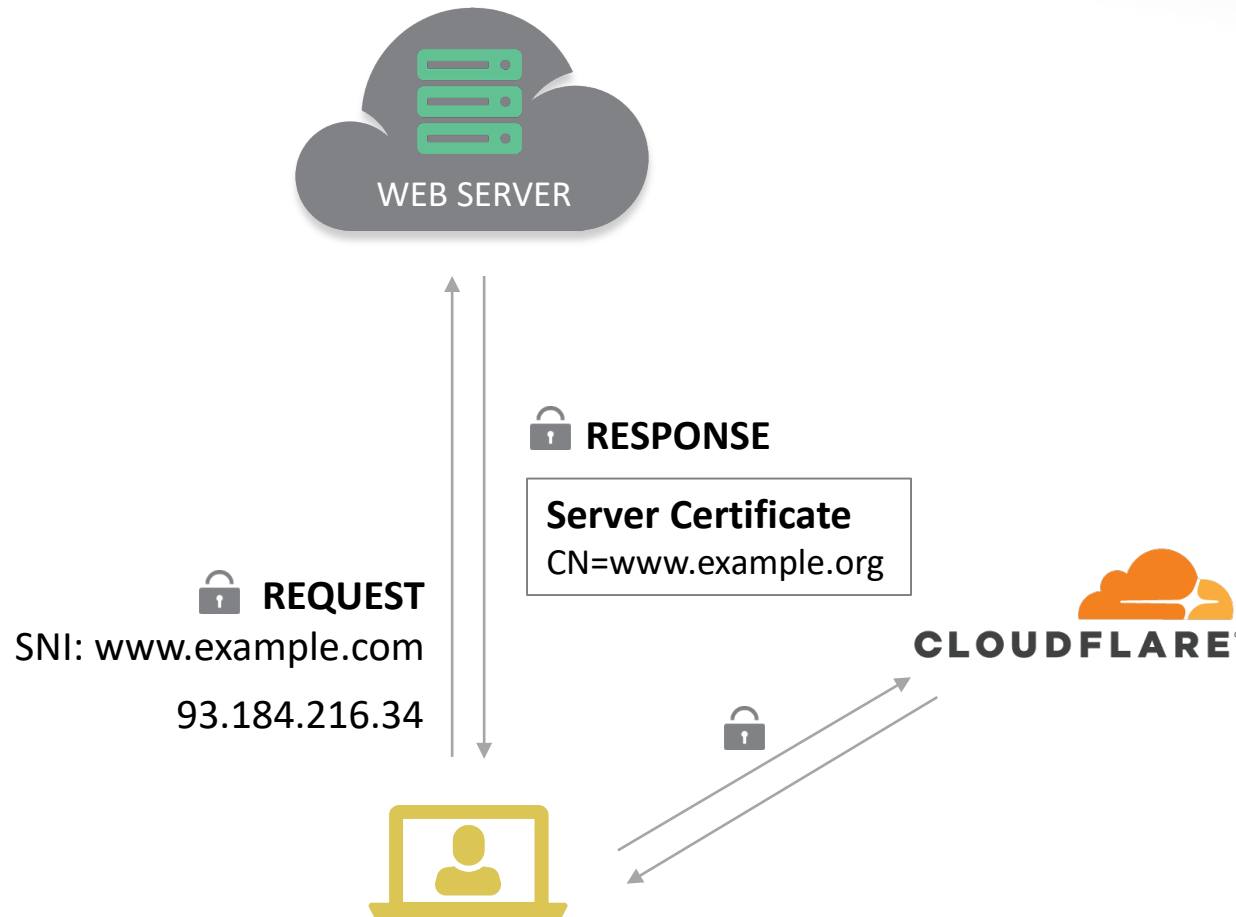 WEB SERVER
RESPONSE
Server Certificate
CN=www.example.org
REQUEST
SNI: www.example.com
93.184.216.34
CLOUDFLARE